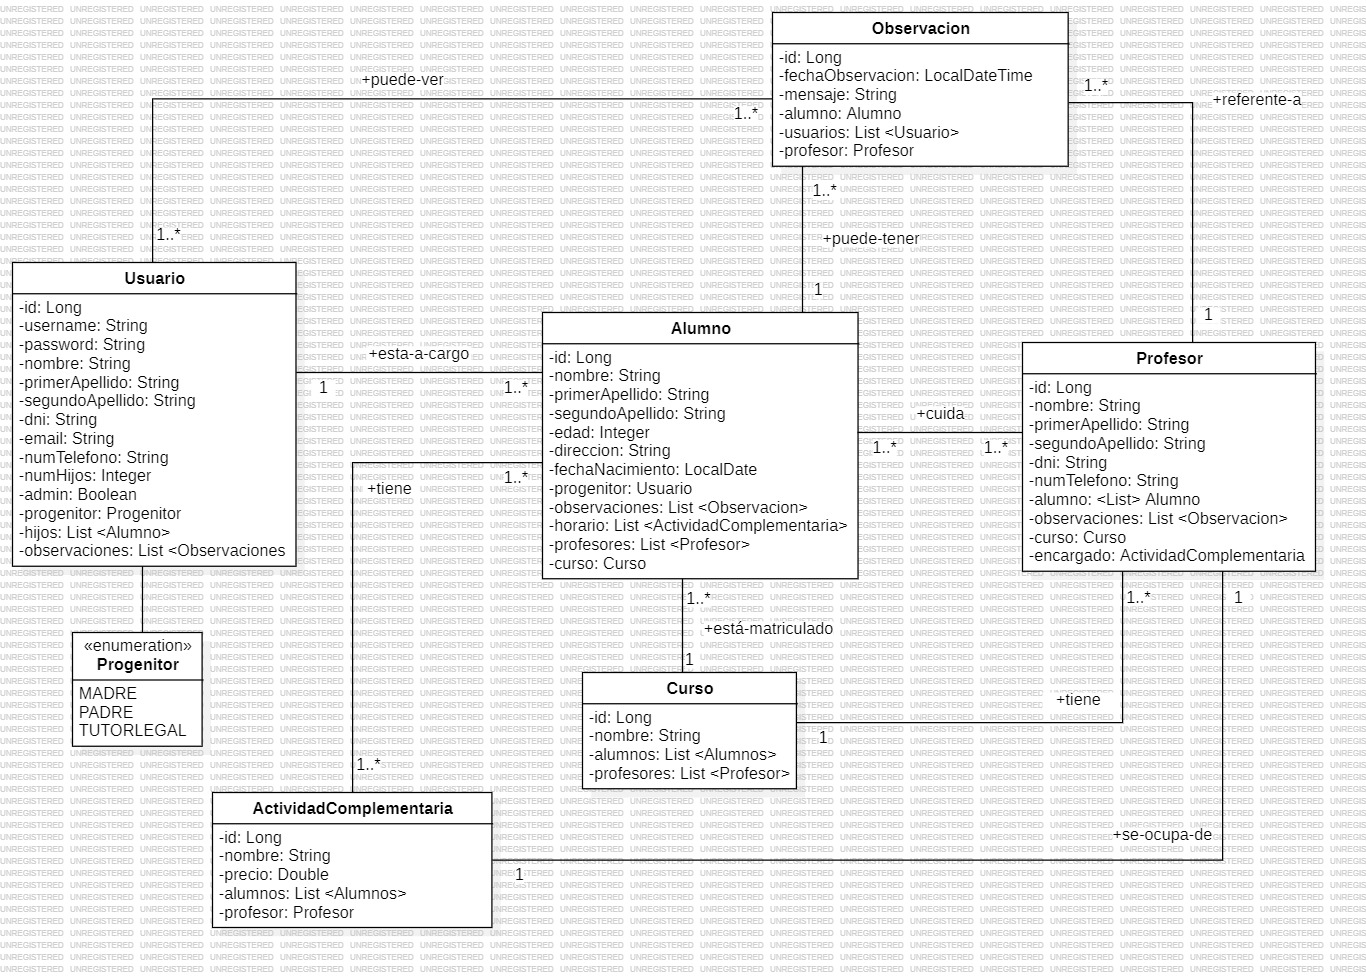 Observacion
-id: Long
-fechaObservacion: LocalDateTime
-mensaje: String
-alumno: Alumno
-usuarios: List <Usuario>
-profesor: Profesor
+puede-ver
1..*
1..*
1..*
+referente-a
1
1..*
+puede-tener
1
Usuario
-id: Long
-username: String
-password: String
-nombre: String
-primerApellido: String
-segundoApellido: String
-dni: String
-email: String
-numTelefono: String
-numHijos: Integer
-admin: Boolean
-progenitor: Progenitor
-hijos: List <Alumno>
-observaciones: List <Observaciones
+esta-a-cargo
1
1..*
Alumno
-id: Long
-nombre: String
-primerApellido: String
-segundoApellido: String
-edad: Integer
-direccion: String
-fechaNacimiento: LocalDate
-progenitor: Usuario
-observaciones: List <Observacion>
-horario: List <ActividadComplementaria>
-profesores: List <Profesor>
-curso: Curso
+cuida
1..*
1..*
Profesor
-id: Long
-nombre: String
-primerApellido: String
-segundoApellido: String
-dni: String
-numTelefono: String
-alumno: <List> Alumno
-observaciones: List <Observacion>
-curso: Curso
-encargado: ActividadComplementaria
1..*
+tiene
1..*
«enumeration»
Progenitor
MADRE
PADRE
TUTORLEGAL
1..*
+está-matriculado
1
Curso
-id: Long
-nombre: String
-alumnos: List <Alumnos>
-profesores: List <Profesor>
1..*
+tiene
1
1
+se-ocupa-de
1
ActividadComplementaria
-id: Long
-nombre: String
-precio: Double
-alumnos: List <Alumnos>
-profesor: Profesor
UNREGISTERED